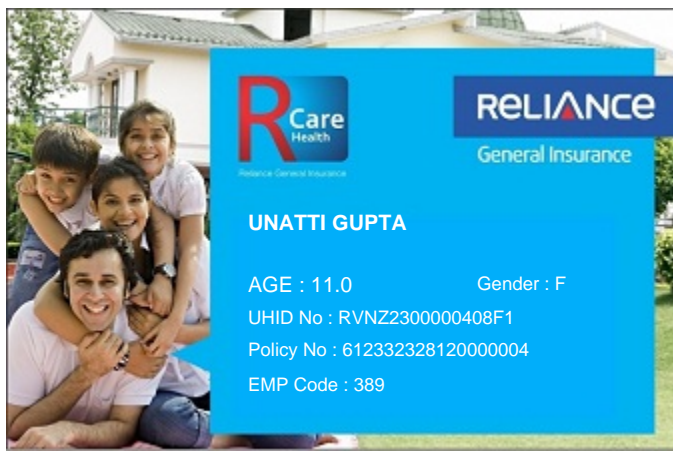 RCare
Health
Reliance General Insurance
RELIANCE
General Insurance
UNATTI GUPTA
AGE : 11.0
Gender : F
UHID No : RVNZ2300000408F1
Policy No : 612332328120000004
EMP Code : 389